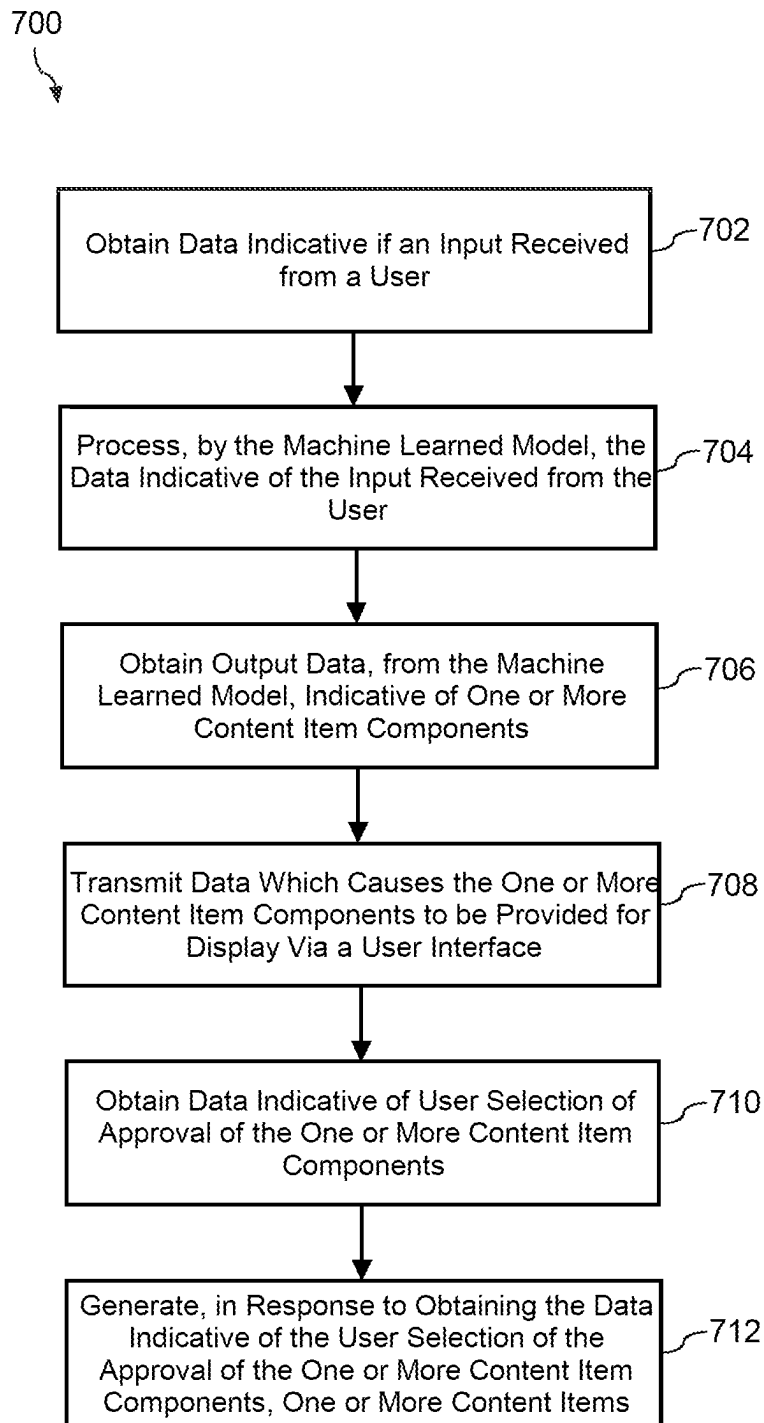 700
Obtain Data Indicative if an Input Received
from a User
702
Process, by the Machine Learned Model, the
Data Indicative of the Input Received from the
User
704
Obtain Output Data, from the Machine
Learned Model, Indicative of One or More
Content Item Components
706
Transmit Data Which Causes the One or More
Content Item Components to be Provided for
Display Via a User Interface
708
Obtain Data Indicative of User Selection of
Approval of the One or More Content Item
Components
710
Generate, in Response to Obtaining the Data
Indicative of the User Selection of the
Approval of the One or More Content Item
Components, One or More Content Items
712